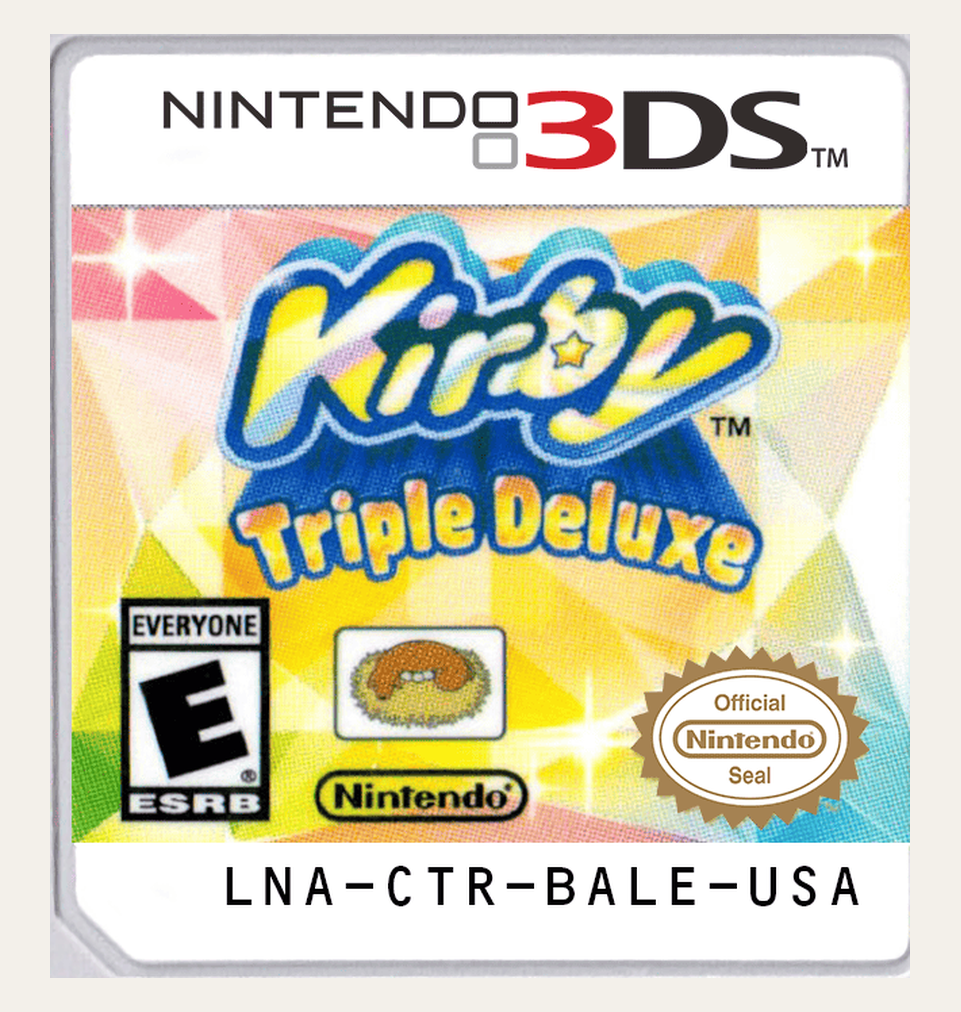 NINTENDO 3DS™
Kirby™
Triple Deluxe
EVERYONE
E
®
ESRB
Nintendo®
Official
Nintendo®
Seal
LNA-CTR-BALE-USA